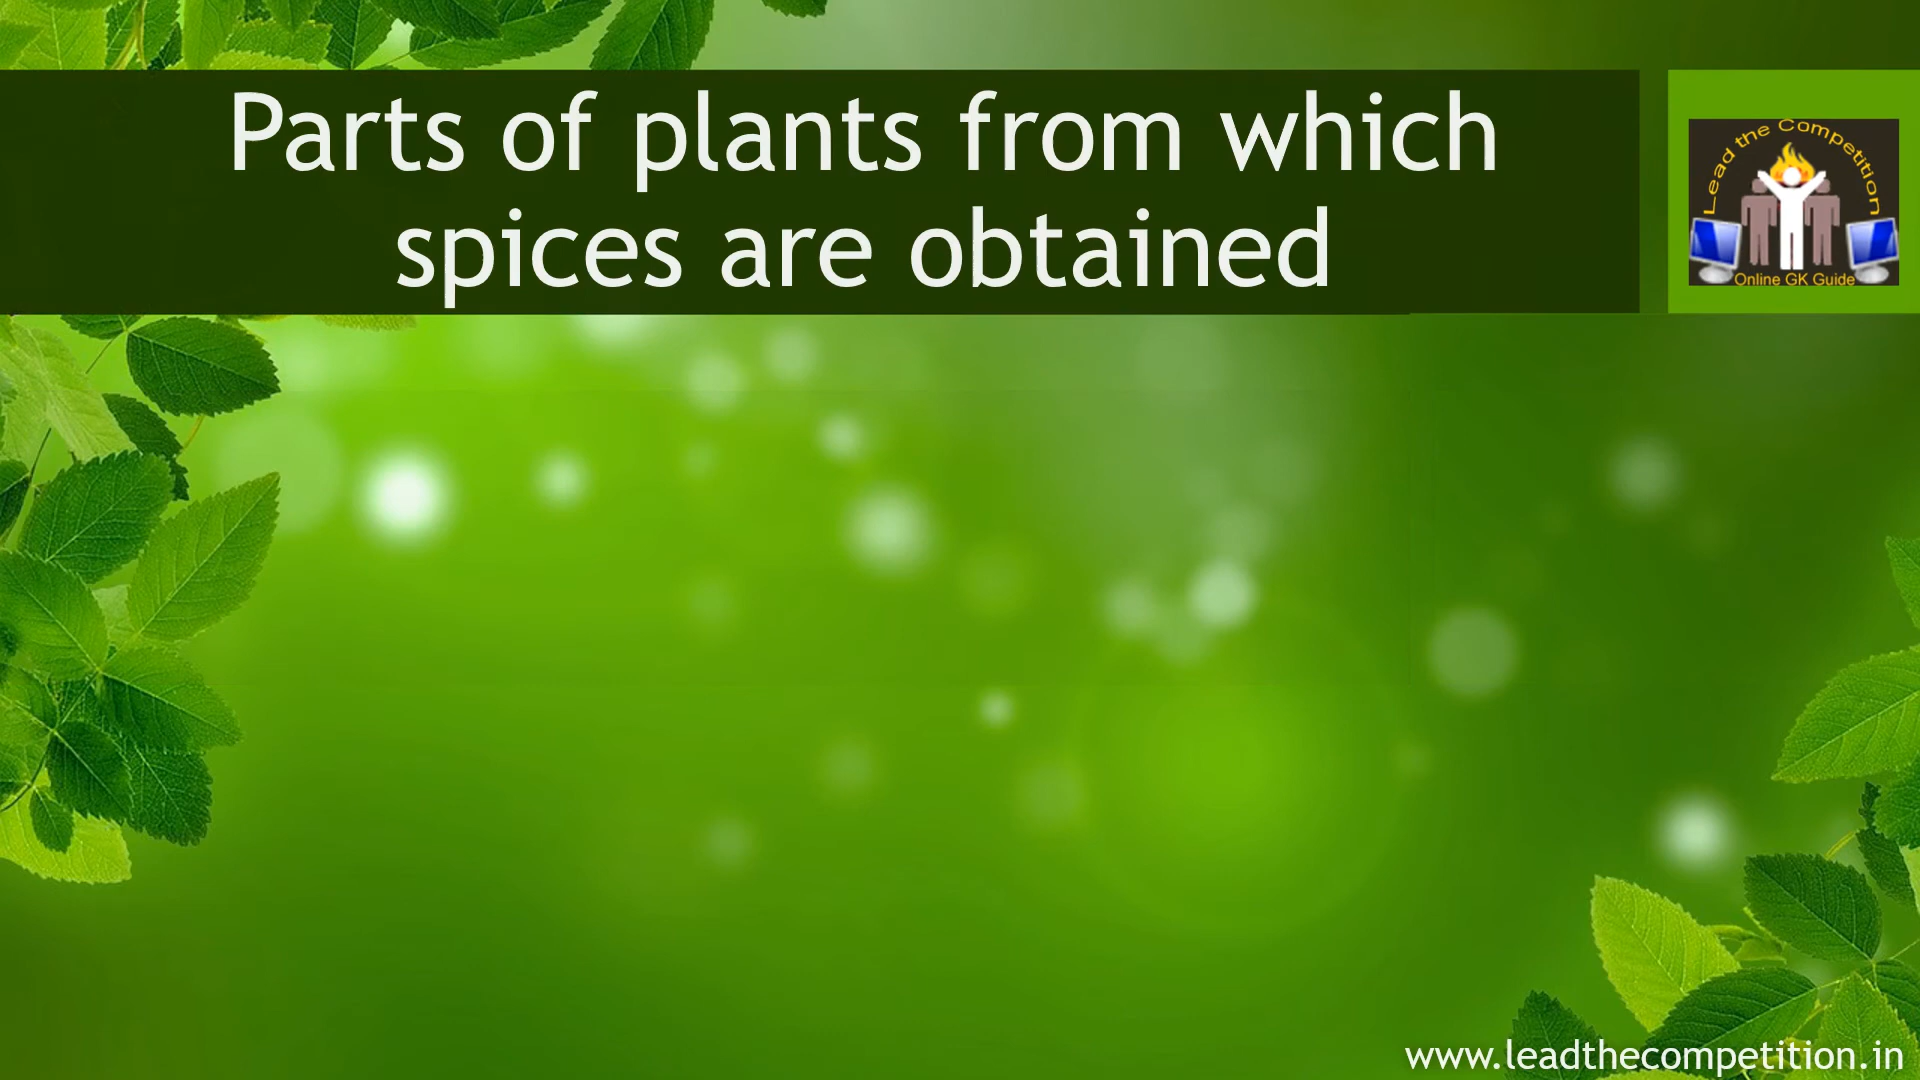 Parts of plants from which
spices are obtained
Lead the Competition
Online GK Guide
www.leadthecompetition.in